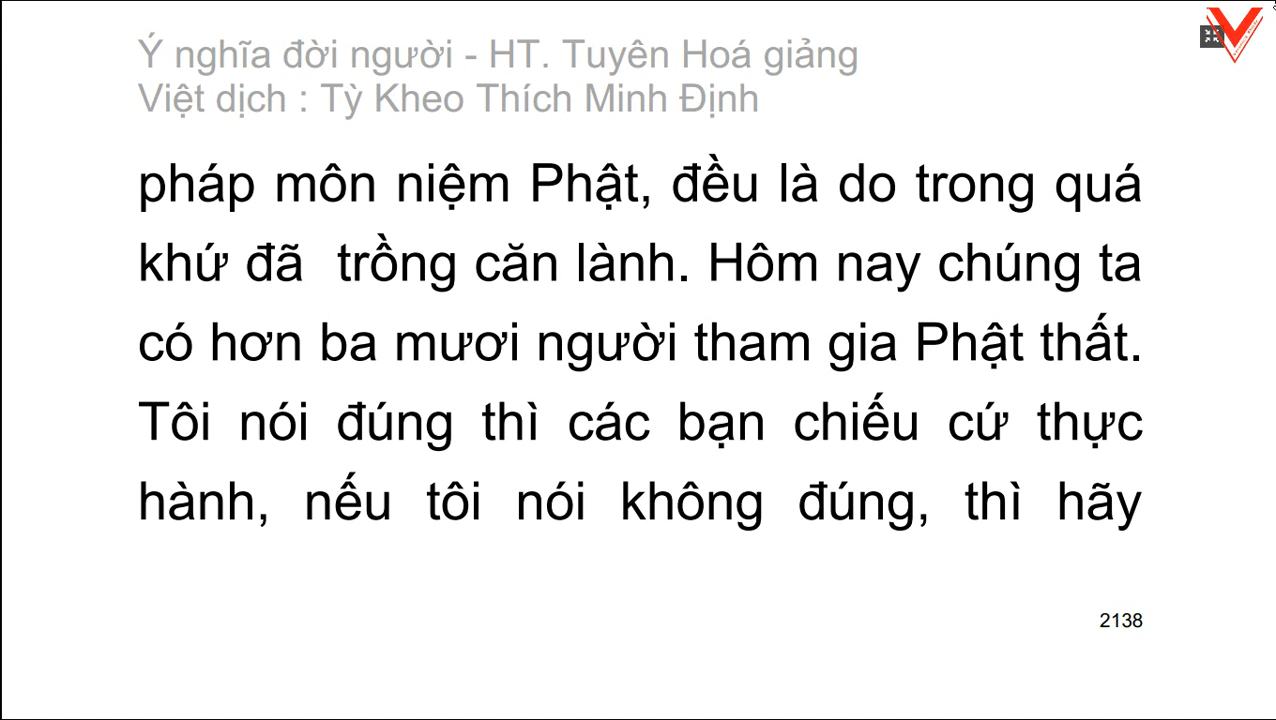 Ý nghĩa đời người - HT. Tuyên Hoá giảng
Việt dịch : Tỳ Kheo Thích Minh Định
pháp môn niệm Phật, đều là do trong quá
khứ đã trồng căn lành. Hôm nay chúng ta
có hơn ba mươi người tham gia Phật thất.
Tôi nói đúng thì các bạn chiếu cứ thực
hành, nếu tôi nói không đúng, thì hãy
2138